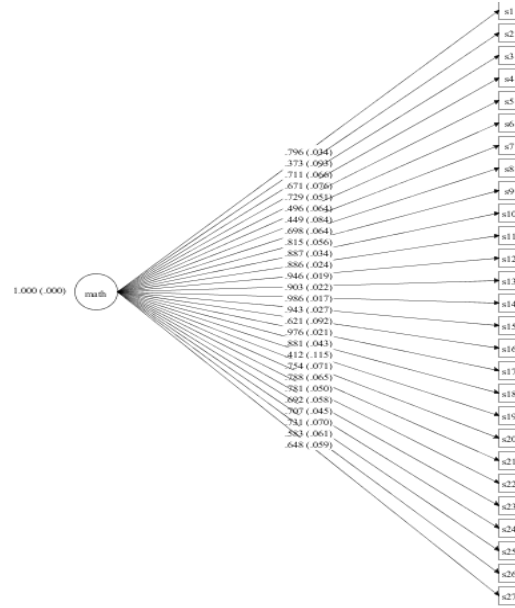 s1
s2
s3
s4
s5
s6
s7
s8
s9
s10
s11
s12
s13
s14
s15
s16
s17
s18
s19
s20
s21
s22
s23
s24
s25
s26
s27
.796 (.034)
.373 (.093)
.711 (.066)
.671 (.076)
.729 (.051)
.496 (.064)
.449 (.084)
.698 (.064)
.815 (.056)
.887 (.034)
.886 (.024)
.946 (.019)
.903 (.022)
.986 (.017)
.943 (.027)
.621 (.092)
.976 (.021)
.881 (.043)
.412 (.115)
.754 (.071)
.788 (.065)
.781 (.050)
.692 (.058)
.707 (.045)
.731 (.070)
.583 (.061)
.648 (.059)
1.000 (.000)
math